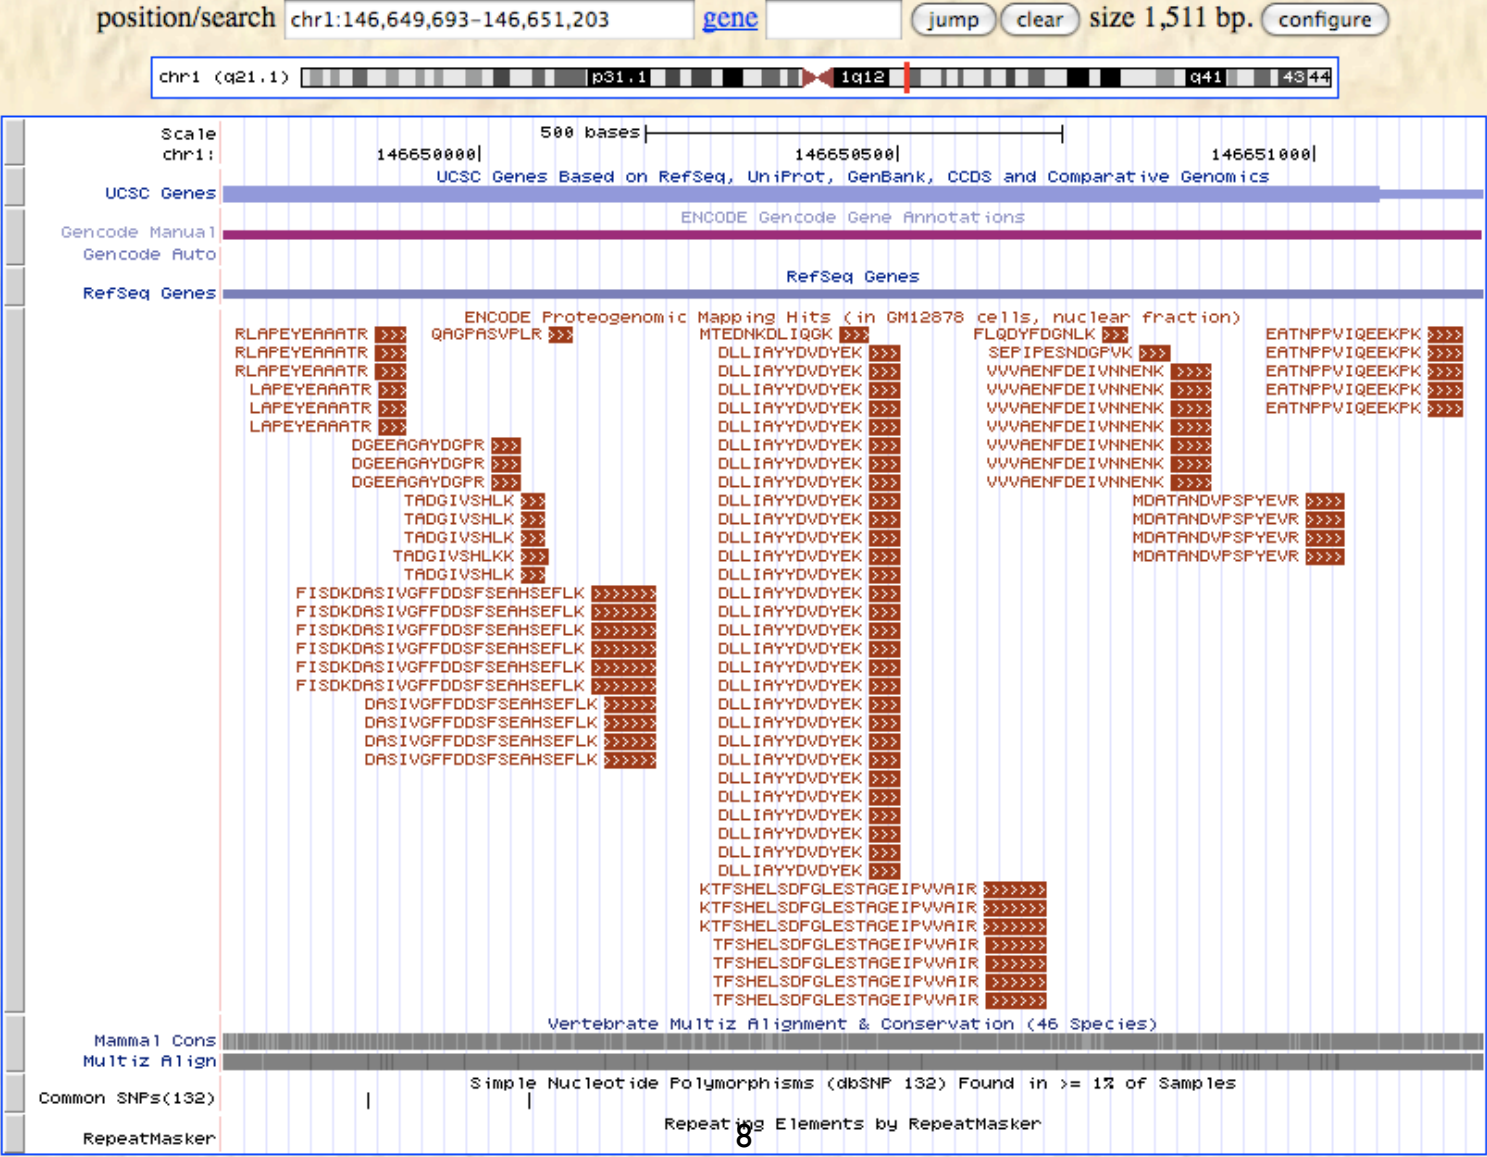 position/search chr1:146,649,693-146,651,203 gene jump clear size 1,511 bp. configure
chr1 (q21.1) p31.1 1q12 q41 43 44
Scale 500 bases
chr1: 146650000 146650500 146651000
UCSC Genes Based on RefSeq, UniProt, GenBank, CCDS and Comparative Genomics
UCSC Genes
ENCODE Gencode Gene Annotations
Gencode Manual
Gencode Auto
RefSeq Genes
RefSeq Genes
ENCODE Proteogenomic Mapping Hits (in GM12878 cells, nuclear fraction)
RLAPEYEAAATR QAGPASVPLR MTEDNKDLIQGK FLQDYFDGNLK EATNPPVIQEEKPK
RLAPEYEAAATR DLLIAYYDVDYEK SEPIPESNDGPVK EATNPPVIQEEKPK
RLAPEYEAAATR DLLIAYYDVDYEK VVVAENFDEIVNNENK EATNPPVIQEEKPK
LAPEYEAAATR DLLIAYYDVDYEK VVVAENFDEIVNNENK EATNPPVIQEEKPK
LAPEYEAAATR DLLIAYYDVDYEK VVVAENFDEIVNNENK EATNPPVIQEEKPK
LAPEYEAAATR DLLIAYYDVDYEK VVVAENFDEIVNNENK
DGEEAGAYDGPR DLLIAYYDVDYEK VVVAENFDEIVNNENK
DGEEAGAYDGPR DLLIAYYDVDYEK VVVAENFDEIVNNENK
DGEEAGAYDGPR DLLIAYYDVDYEK VVVAENFDEIVNNENK
TADGIVSHLK DLLIAYYDVDYEK MDATANDVPSPYEVR
TADGIVSHLK DLLIAYYDVDYEK MDATANDVPSPYEVR
TADGIVSHLK DLLIAYYDVDYEK MDATANDVPSPYEVR
TADGIVSHLKK DLLIAYYDVDYEK MDATANDVPSPYEVR
TADGIVSHLK DLLIAYYDVDYEK
FISDKDASIVGFFDDSFSEAHSEFLK DLLIAYYDVDYEK
FISDKDASIVGFFDDSFSEAHSEFLK DLLIAYYDVDYEK
FISDKDASIVGFFDDSFSEAHSEFLK DLLIAYYDVDYEK
FISDKDASIVGFFDDSFSEAHSEFLK DLLIAYYDVDYEK
FISDKDASIVGFFDDSFSEAHSEFLK DLLIAYYDVDYEK
FISDKDASIVGFFDDSFSEAHSEFLK DLLIAYYDVDYEK
DASIVGFFDDSFSEAHSEFLK DLLIAYYDVDYEK
DASIVGFFDDSFSEAHSEFLK DLLIAYYDVDYEK
DASIVGFFDDSFSEAHSEFLK DLLIAYYDVDYEK
DASIVGFFDDSFSEAHSEFLK DLLIAYYDVDYEK
DLLIAYYDVDYEK
DLLIAYYDVDYEK
DLLIAYYDVDYEK
DLLIAYYDVDYEK
DLLIAYYDVDYEK
DLLIAYYDVDYEK
KTFSHELSDFGLESTAGEIPVVAIR
KTFSHELSDFGLESTAGEIPVVAIR
KTFSHELSDFGLESTAGEIPVVAIR
TFSHELSDFGLESTAGEIPVVAIR
TFSHELSDFGLESTAGEIPVVAIR
TFSHELSDFGLESTAGEIPVVAIR
TFSHELSDFGLESTAGEIPVVAIR
Vertebrate Multiz Alignment & Conservation (46 Species)
Mammal Cons
Multiz Align
Simple Nucleotide Polymorphisms (dbSNP 132) Found in >= 1% of Samples
Common SNPs(132)
Repeating Elements by RepeatMasker
8
RepeatMasker